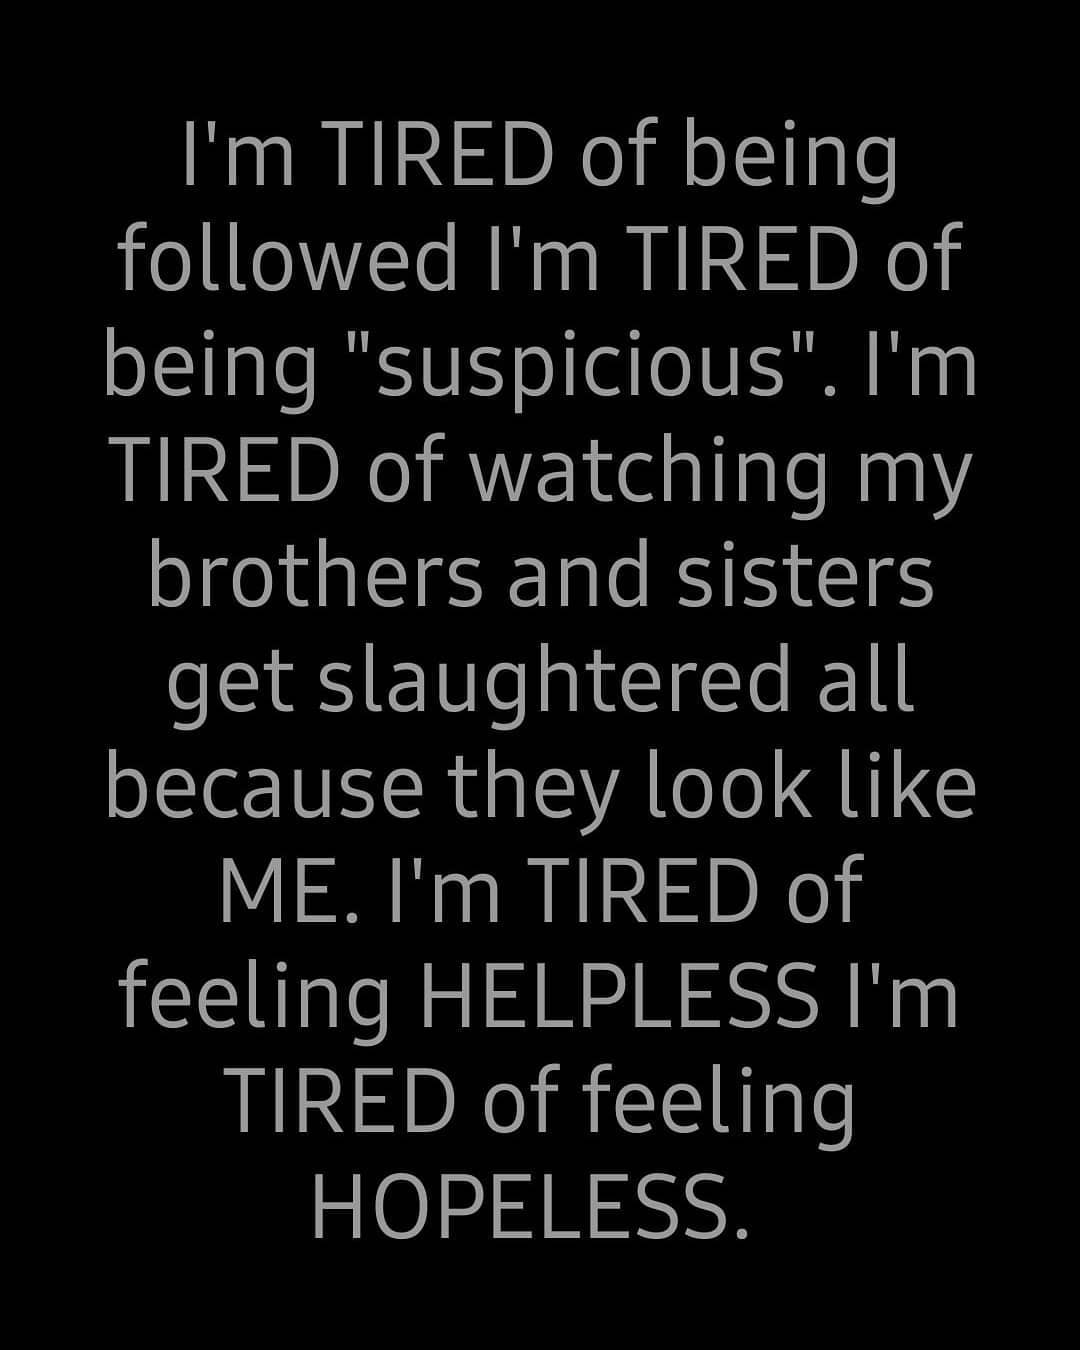 I'm TIRED of being
followed I'm TIRED of
being "suspicious". I'm
TIRED of watching my
brothers and sisters
get slaughtered all
because they look like
ME. I'm TIRED of
feeling HELPLESS I'm
TIRED of feeling
HOPELESS.